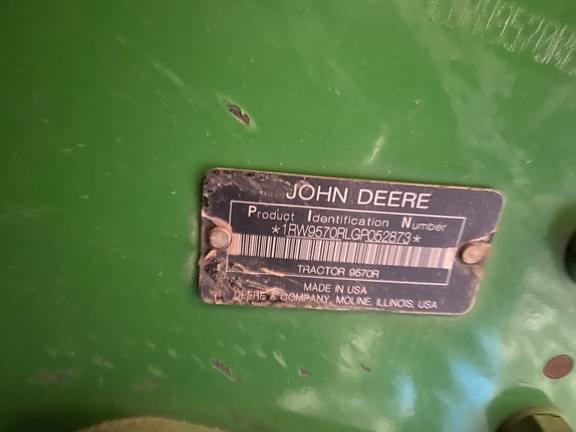 JOHN DEERE
Product Identification Number
*1RW9570RLGP052873*
TRACTOR 9570R
MADE IN USA
DEERE & COMPANY, MOLINE, ILLINOIS, USA